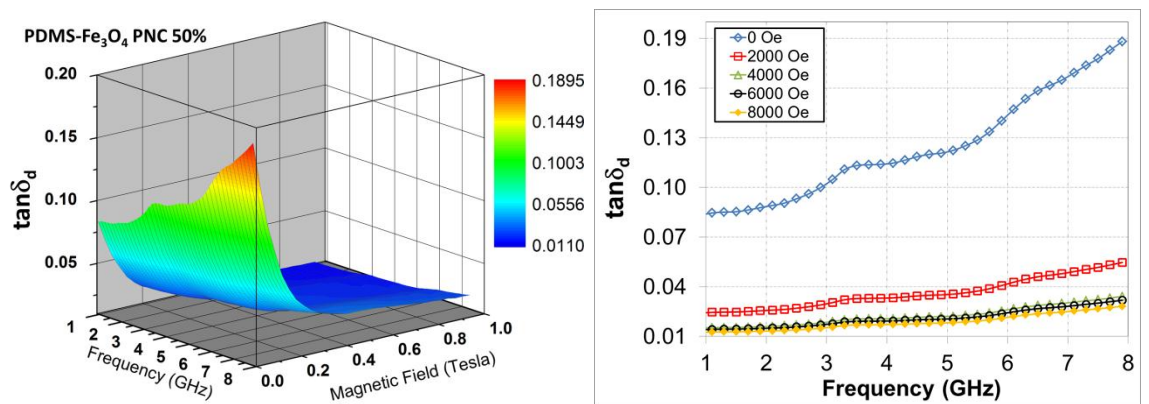 PDMS-Fe₃O₄ PNC 50%
0.20
0.15
0.10
0.05
tanδd
1 2 3 4 5 6 7 8
Frequency (GHz)
0.0 0.2 0.4 0.6 0.8 1.0
Magnetic Field (Tesla)
0.1895
0.1449
0.1003
0.0556
0.0110
0.19
0.16
0.13
0.10
0.07
0.04
0.01
tanδd
0 Oe
2000 Oe
4000 Oe
6000 Oe
8000 Oe
1 2 3 4 5 6 7 8
Frequency (GHz)